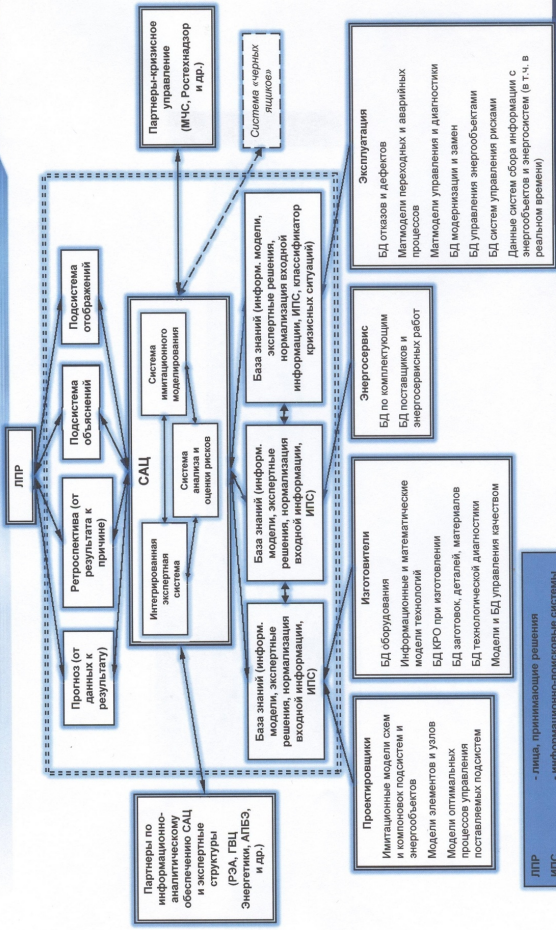 ЛПР
Прогноз (от
данных к
результату)
Ретроспектива (от
результата к
причине)
Подсистема
объяснений
Подсистема
отображений
Партнеры по
информационно-
аналитическому
обеспечению САЦ
и экспертные
структуры
(РЭА, ГВЦ
Энергетики, АПБЭ,
и др.)
САЦ
Интегрированная
экспертная
система
Система
анализа и
оценки рисков
Система
имитационного
моделирования
Партнеры-кризисное
управление
(МЧС, Ростехнадзор
и др.)
Система «черных
ящиков»
База знаний (информ.
модели, экспертные
решения, нормализация
входной информации,
ИПС)
База знаний (информ.
модели, экспертные
решения, нормализация
входной информации,
ИПС)
База знаний (информ. модели,
экспертные решения,
нормализация входной
информации, ИПС, классификатор
кризисных ситуаций)
Проектировщики
Имитационные модели схем
и компоновок подсистем и
энергообъектов
Модели элементов и узлов
Модели оптимальных
процессов управления
поставляемых подсистем
Изготовители
БД оборудования
Информационные и математические
модели технологий
БД КРО при изготовлении
БД заготовок, деталей, материалов
БД технологической диагностики
Модели и БД управления качеством
Энергосервис
БД по комплектующим
БД поставщиков и
энергосервисных работ
Эксплуатация
БД отказов и дефектов
Матмодели переходных и аварийных
процессов
Матмодели управления и диагностики
БД модернизации и замен
БД управления энергообъектами
БД систем управления рисками
Данные систем сбора информации с
энергообъектов и энергосистем (в т.ч. в
реальном времени)
ЛПР - лица, принимающие решения
ИПС - информационно-поисковые системы